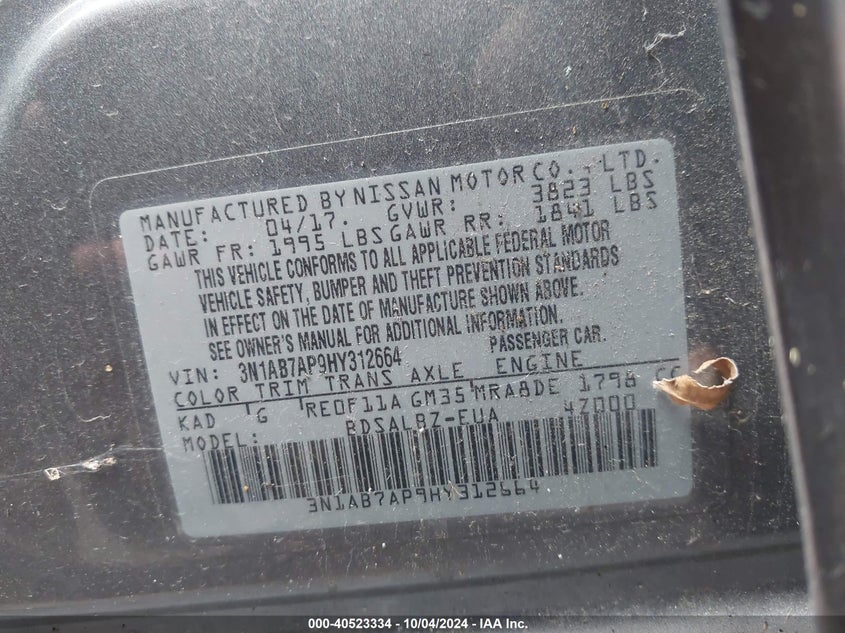 MANUFACTURED BY NISSAN MOTOR CO., LTD.
DATE: 04/17. GVWR: 3823 LBS
GAWR FR: 1995 LBS GAWR RR: 1841 LBS
THIS VEHICLE CONFORMS TO ALL APPLICABLE FEDERAL MOTOR
VEHICLE SAFETY, BUMPER AND THEFT PREVENTION STANDARDS
IN EFFECT ON THE DATE OF MANUFACTURE SHOWN ABOVE.
SEE OWNER'S MANUAL FOR ADDITIONAL INFORMATION.
VIN: 3N1AB7AP9HY312664 PASSENGER CAR.
COLOR TRIM TRANS AXLE ENGINE
KAD G RE0F11A GM35 MRA8DE 1798 CC
MODEL: BDSALBZ-EUA 4Z000
3N1AB7AP9HY312664
000-40523334 - 10/04/2024 - IAA Inc.